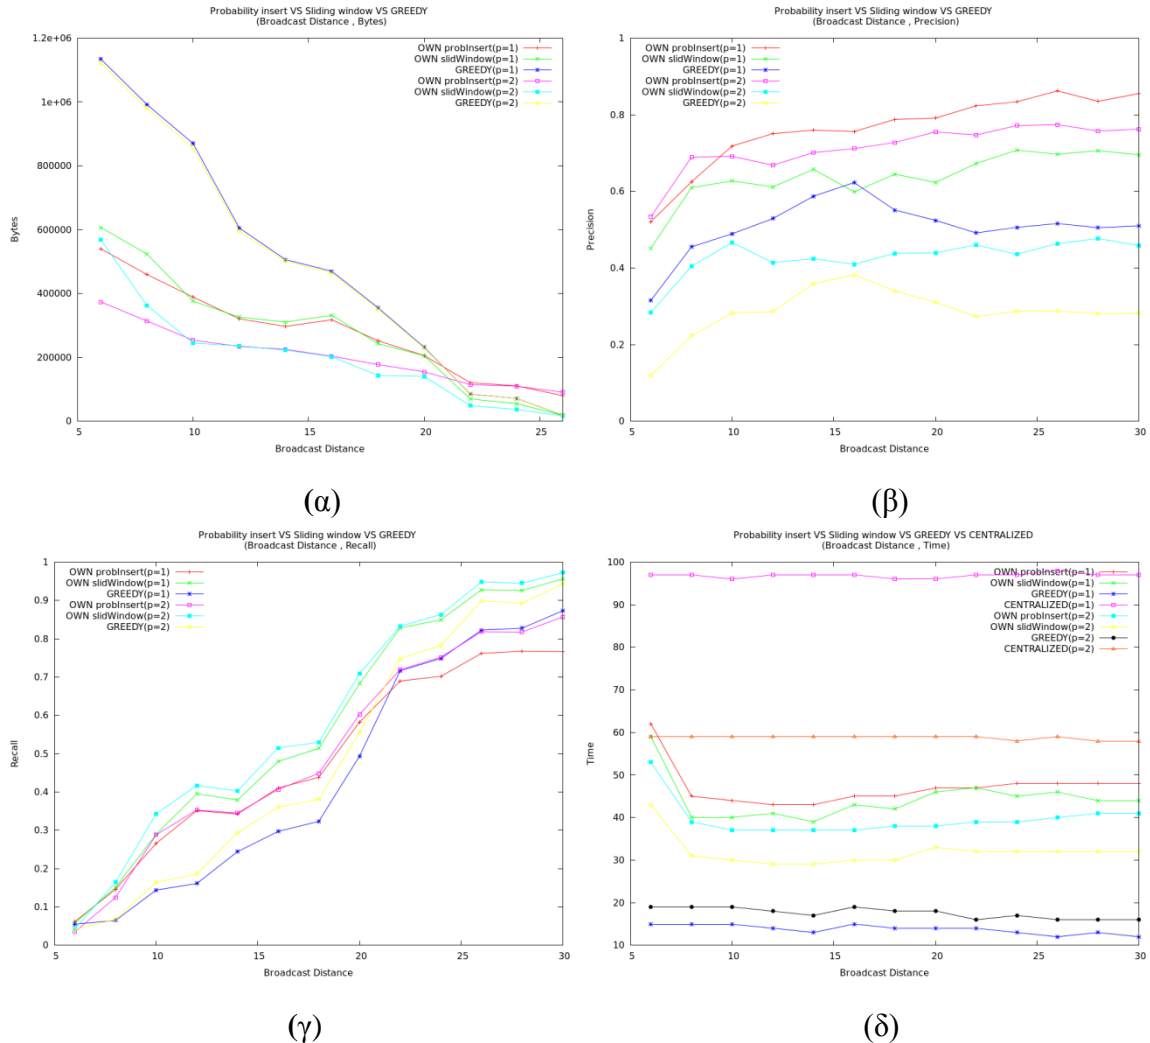 Probability insert VS Sliding window VS GREEDY
(Broadcast Distance , Bytes)
1.2e+06
1e+06
800000
600000
400000
200000
0
Bytes
OWN probInsert(p=1)
OWN slidWindow(p=1)
GREEDY(p=1)
OWN probInsert(p=2)
OWN slidWindow(p=2)
GREEDY(p=2)
5
10
15
20
25
Broadcast Distance
(α)
Probability insert VS Sliding window VS GREEDY
(Broadcast Distance , Precision)
1
0.8
0.6
0.4
0.2
0
Precision
OWN probInsert(p=1)
OWN slidWindow(p=1)
GREEDY(p=1)
OWN probInsert(p=2)
OWN slidWindow(p=2)
GREEDY(p=2)
5
10
15
20
25
30
Broadcast Distance
(β)
Probability insert VS Sliding window VS GREEDY
(Broadcast Distance , Recall)
1
0.9
0.8
0.7
0.6
0.5
0.4
0.3
0.2
0.1
0
Recall
OWN probInsert(p=1)
OWN slidWindow(p=1)
GREEDY(p=1)
OWN probInsert(p=2)
OWN slidWindow(p=2)
GREEDY(p=2)
5
10
15
20
25
30
Broadcast Distance
(γ)
Probability insert VS Sliding window VS GREEDY VS CENTRALIZED
(Broadcast Distance , Time)
100
90
80
70
60
50
40
30
20
10
Time
OWN probInsert(p=1)
OWN slidWindow(p=1)
GREEDY(p=1)
CENTRALIZED(p=1)
OWN probInsert(p=2)
OWN slidWindow(p=2)
GREEDY(p=2)
CENTRALIZED(p=2)
5
10
15
20
25
30
Broadcast Distance
(δ)